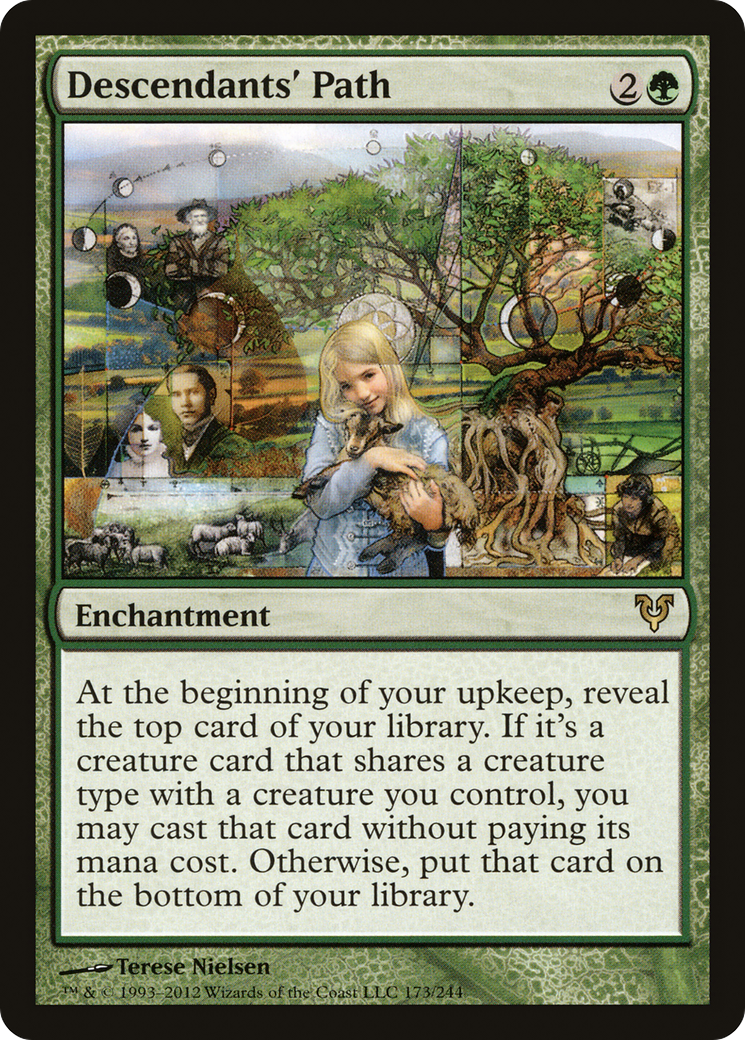 Descendants' Path
2
Enchantment
At the beginning of your upkeep, reveal
the top card of your library. If it's a
creature card that shares a creature
type with a creature you control, you
may cast that card without paying its
mana cost. Otherwise, put that card on
the bottom of your library.
Terese Nielsen
™ & © 1993–2012 Wizards of the Coast LLC 173/244